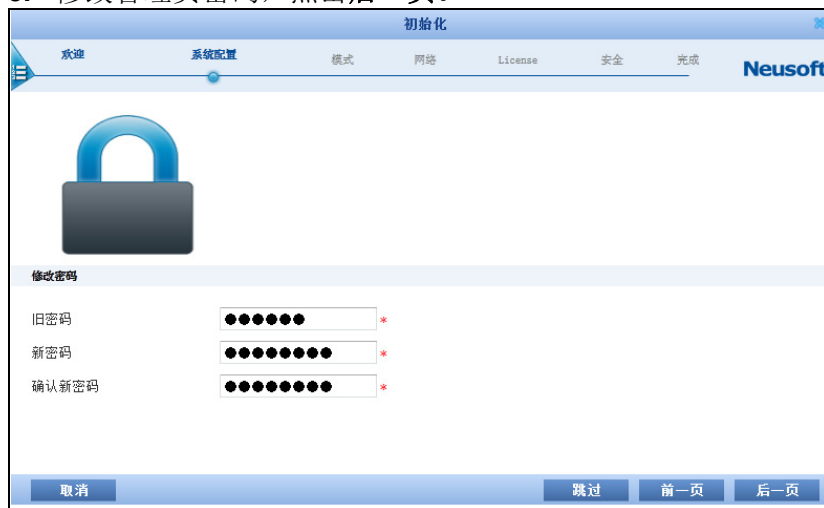 初始化
欢迎 系统配置 模式 网络 License 安全 完成
Neusoft
修改密码
旧密码 ●●●●●● *
新密码 ●●●●●●●● *
确认新密码 ●●●●●●●● *
取消 跳过 前一页 后一页